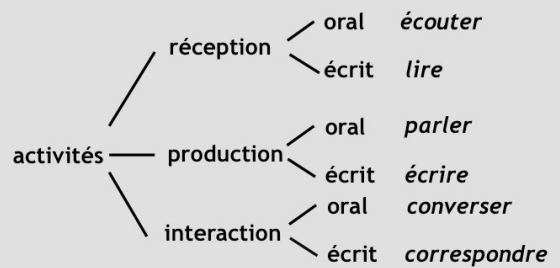 oral écouter
réception
écrit lire
oral parler
activités production
écrit écrire
oral converser
interaction
écrit correspondre